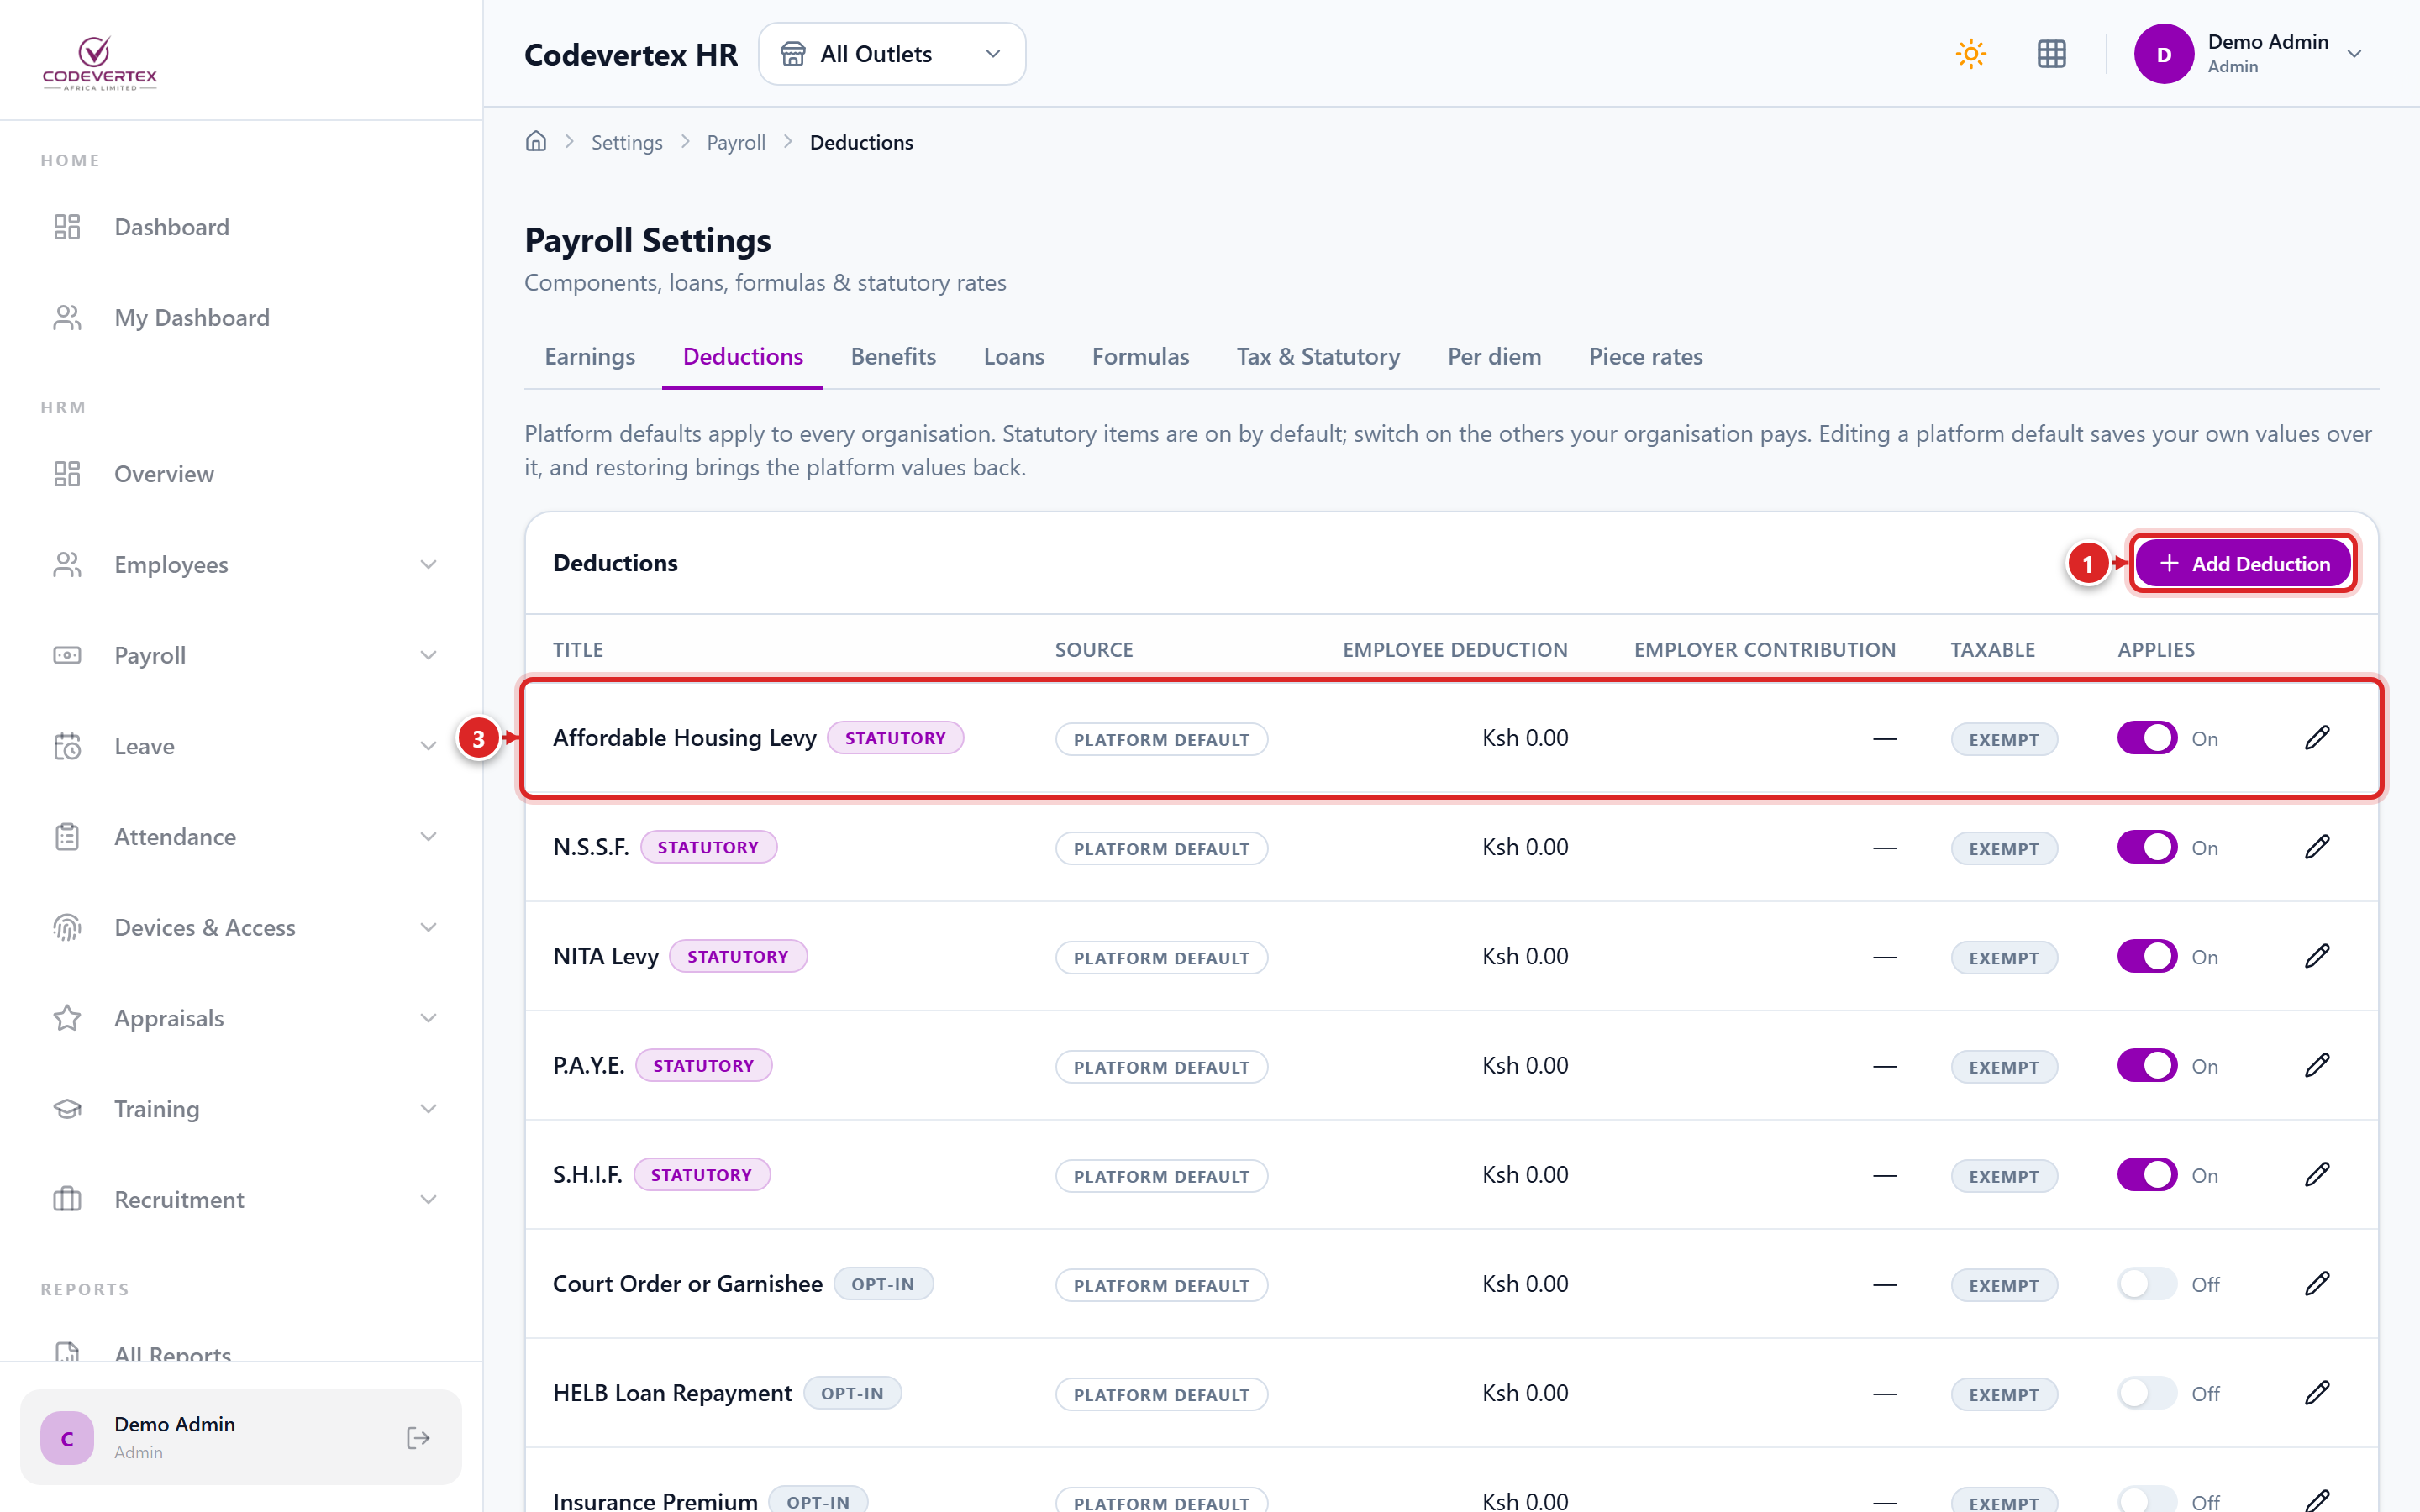 CODEVERTEX
AFRICA LIMITED
Codevertex HR
All Outlets
D
Demo Admin
Admin
HOME
Dashboard
My Dashboard
HRM
Overview
Employees
Payroll
Leave
Attendance
Devices & Access
Appraisals
Training
Recruitment
REPORTS
All Reports
C
Demo Admin
Admin
Settings
Payroll
Deductions
Payroll Settings
Components, loans, formulas & statutory rates
Earnings Deductions Benefits Loans Formulas Tax & Statutory Per diem Piece rates
Platform defaults apply to every organisation. Statutory items are on by default; switch on the others your organisation pays. Editing a platform default saves your own values over
it, and restoring brings the platform values back.
Deductions
1
+ Add Deduction
TITLE SOURCE EMPLOYEE DEDUCTION EMPLOYER CONTRIBUTION TAXABLE APPLIES
3
Affordable Housing Levy STATUTORY PLATFORM DEFAULT Ksh 0.00 — EXEMPT On
N.S.S.F. STATUTORY PLATFORM DEFAULT Ksh 0.00 — EXEMPT On
NITA Levy STATUTORY PLATFORM DEFAULT Ksh 0.00 — EXEMPT On
P.A.Y.E. STATUTORY PLATFORM DEFAULT Ksh 0.00 — EXEMPT On
S.H.I.F. STATUTORY PLATFORM DEFAULT Ksh 0.00 — EXEMPT On
Court Order or Garnishee OPT-IN PLATFORM DEFAULT Ksh 0.00 — EXEMPT Off
HELB Loan Repayment OPT-IN PLATFORM DEFAULT Ksh 0.00 — EXEMPT Off
Insurance Premium OPT-IN PLATFORM DEFAULT Ksh 0.00 — EXEMPT Off